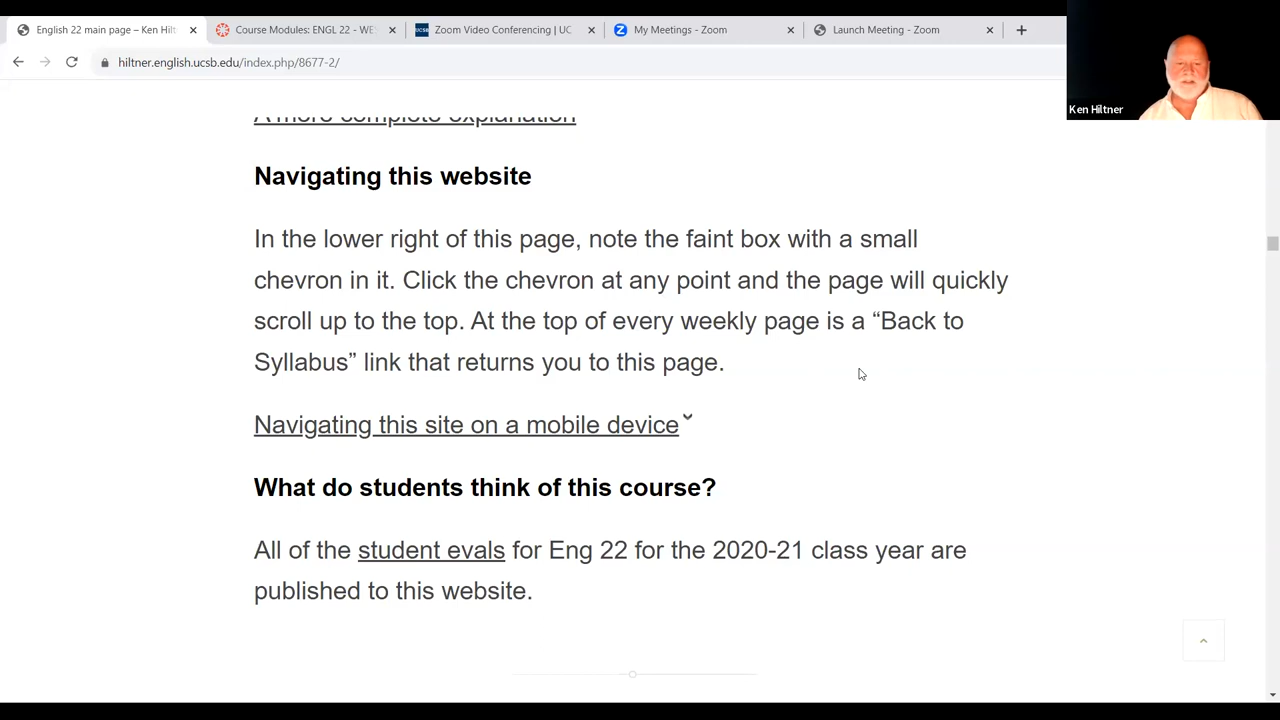 English 22 main page – Ken Hilt
Course Modules: ENGL 22 - WE
Zoom Video Conferencing | UC
My Meetings - Zoom
Launch Meeting - Zoom
hiltner.english.ucsb.edu/index.php/8677-2/
Ken Hiltner
A more complete explanation
Navigating this website
In the lower right of this page, note the faint box with a small
chevron in it. Click the chevron at any point and the page will quickly
scroll up to the top. At the top of every weekly page is a “Back to
Syllabus” link that returns you to this page.
Navigating this site on a mobile device
What do students think of this course?
All of the student evals for Eng 22 for the 2020-21 class year are
published to this website.